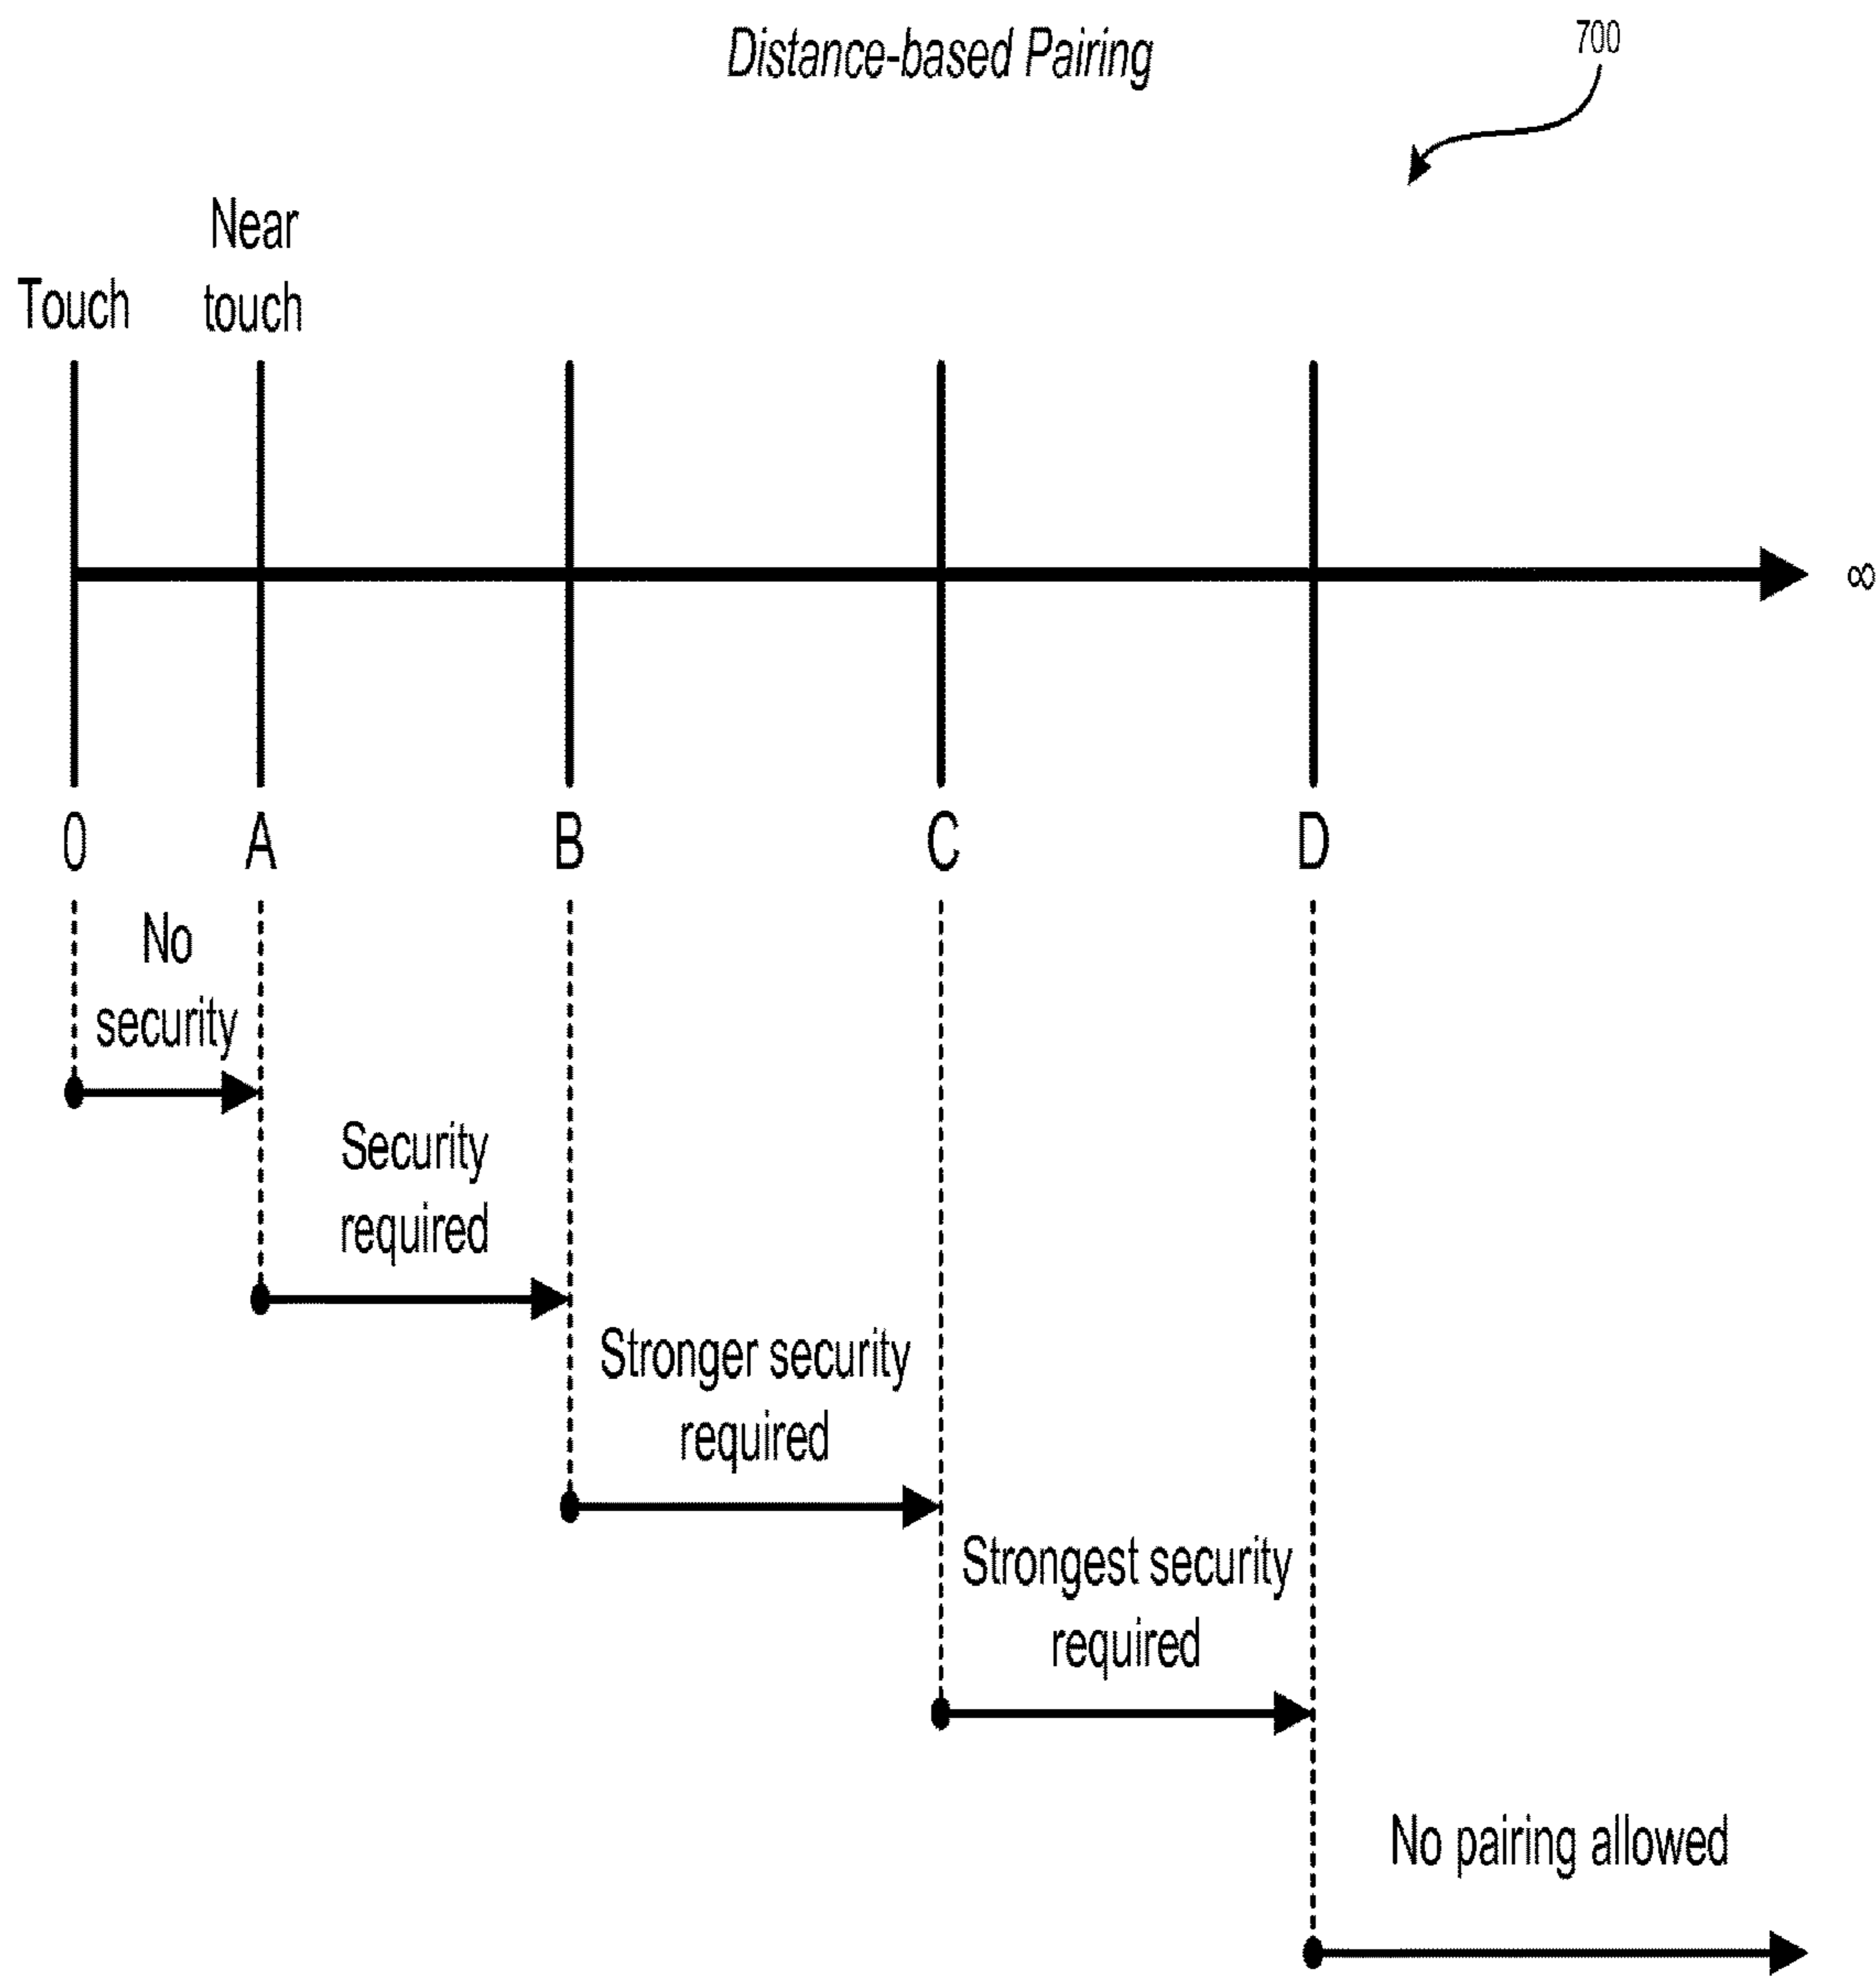 Distance-based Pairing
700
Near
touch
Touch
∞
0
A
B
C
D
No
security
Security
required
Stronger security
required
Strongest security
required
No pairing allowed